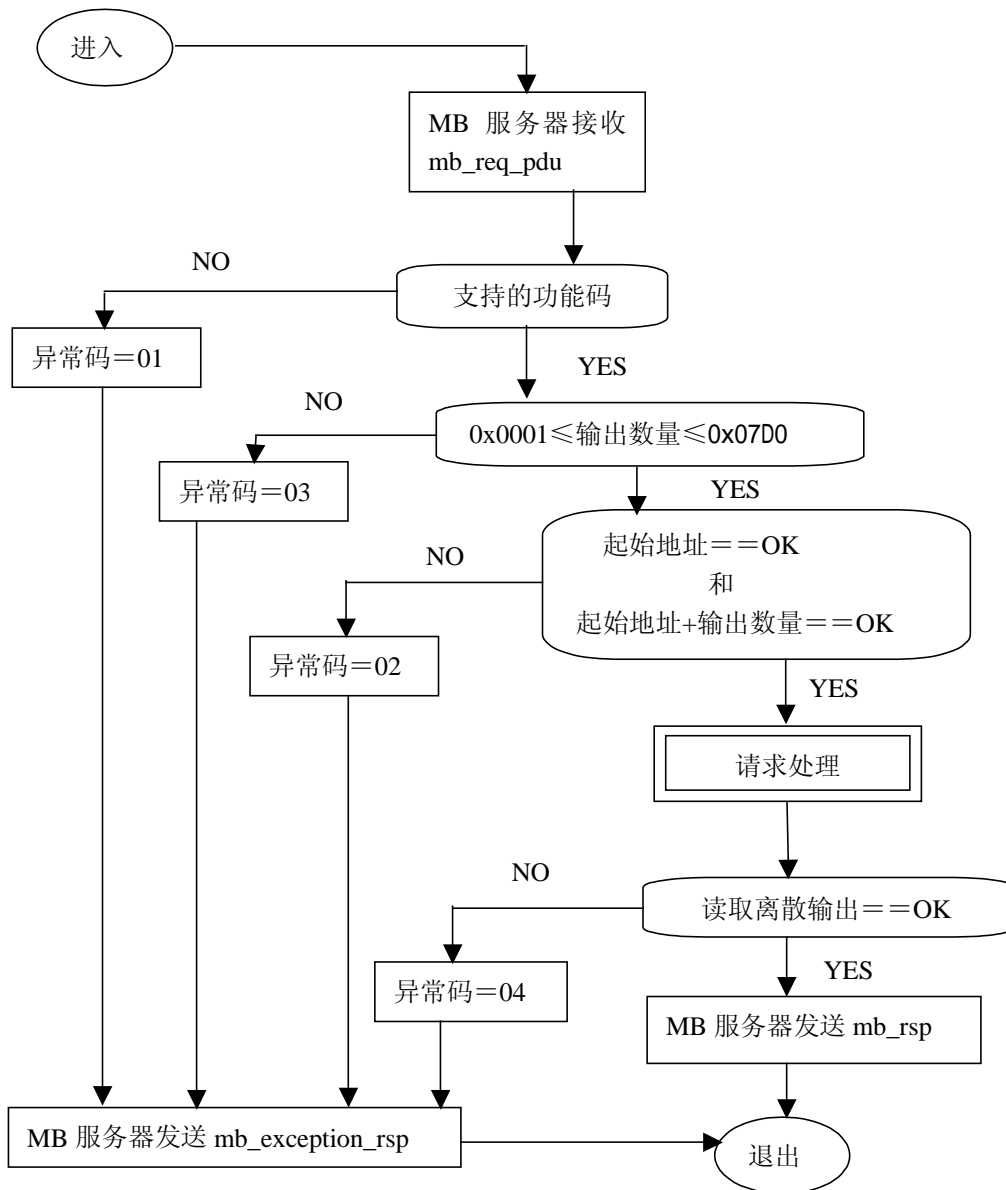 进入
MB 服务器接收
mb_req_pdu
NO
支持的功能码
异常码＝01
YES
NO
0x0001≤输出数量≤0x07D0
异常码＝03
YES
起始地址＝＝OK
NO
和
起始地址+输出数量＝＝OK
异常码＝02
YES
请求处理
NO
读取离散输出＝＝OK
YES
异常码＝04
MB 服务器发送 mb_rsp
MB 服务器发送 mb_exception_rsp
退出